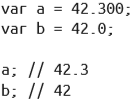 var a = 42.300;
var b = 42.0;
a; // 42.3
b; // 42